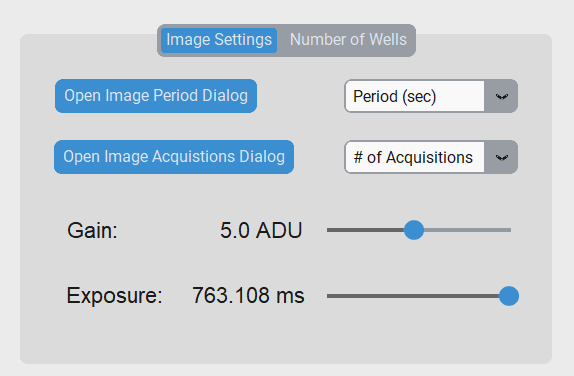 Image Settings
Number of Wells
Open Image Period Dialog
Period (sec)
Open Image Acquistions Dialog
# of Acquisitions
Gain:
5.0 ADU
Exposure:
763.108 ms